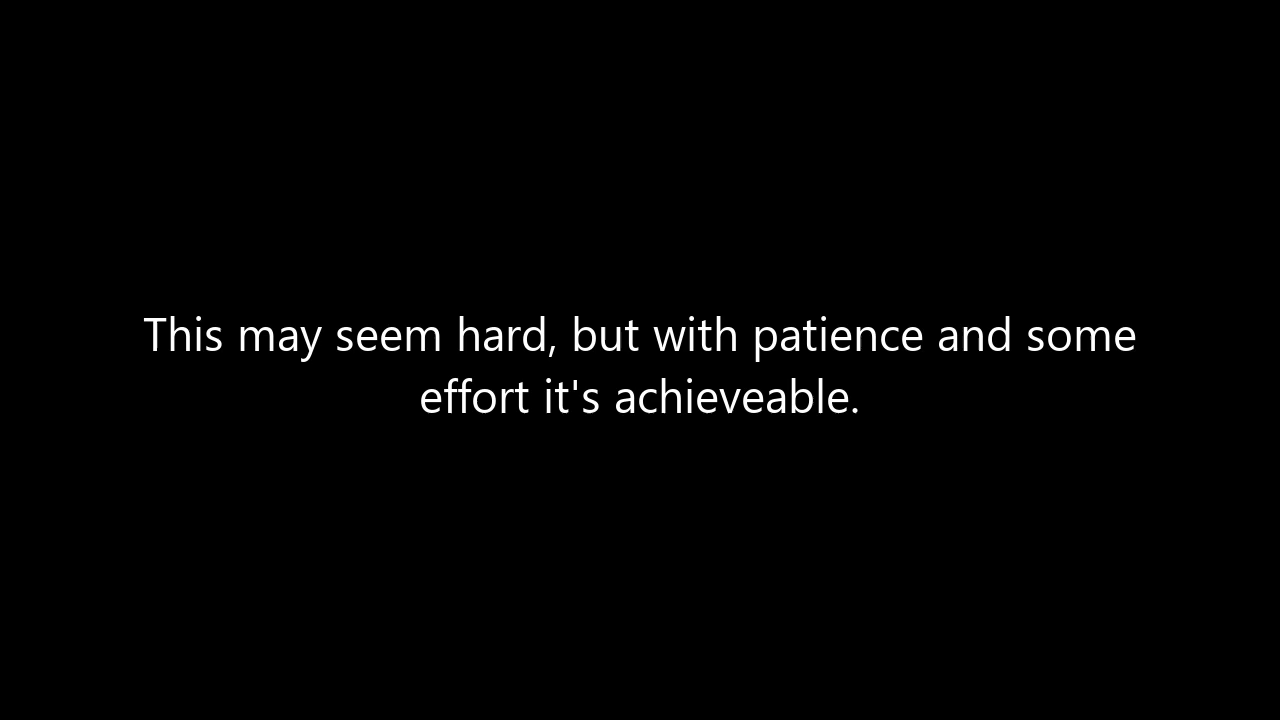 This may seem hard, but with patience and some
effort it's achieveable.